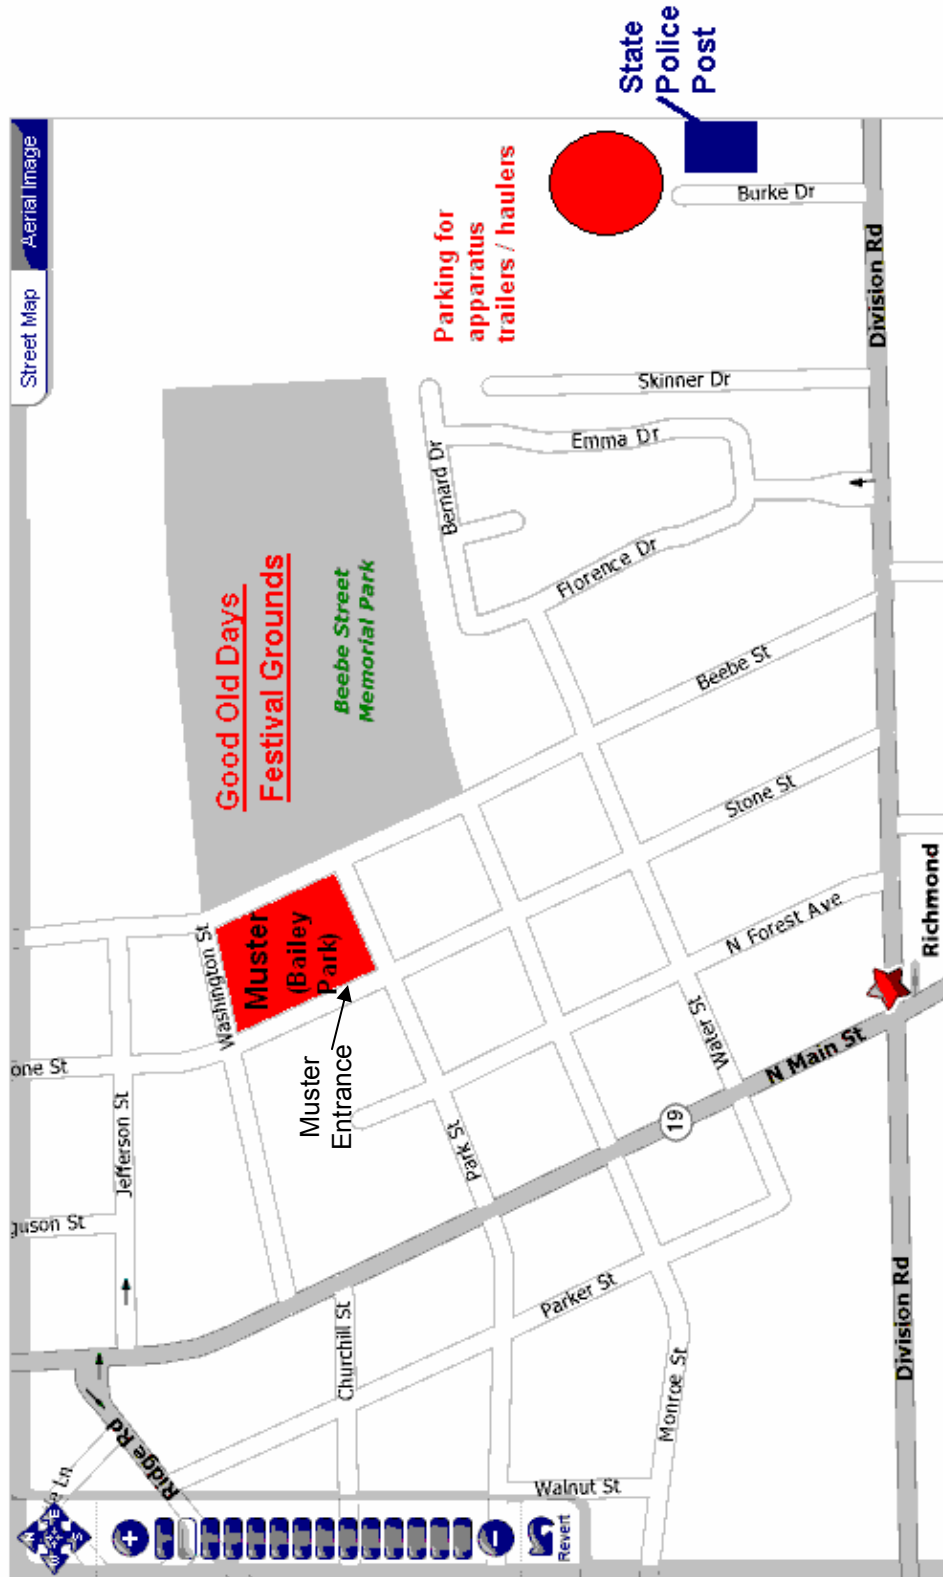 Street Map
Aerial Image
State
Police
Post
Parking for
apparatus
trailers / haulers
Burke Dr
Division Rd
Skinner Dr
Emma Dr
Bernard Dr
Florence Dr
Good Old Days
Festival Grounds
Beebe Street
Memorial Park
Beebe St
Stone St
N Forest Ave
Richmond
Washington St
Muster
(Bailey
Park)
Muster
Entrance
Water St
N Main St
19
Park St
one St
Jefferson St
guson St
Churchill St
Parker St
Monroe St
Division Rd
Walnut St
Ridge Rd
e Ln
N
E
S
W
Revert